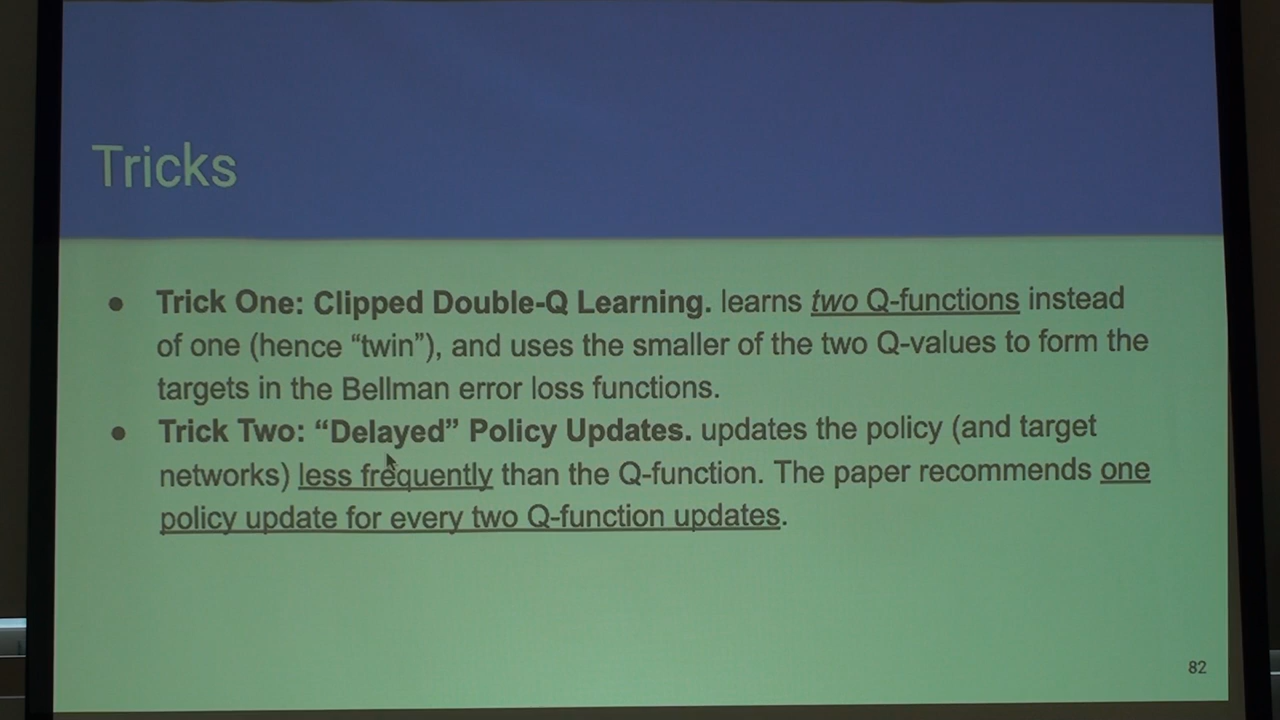 Tricks
● Trick One: Clipped Double-Q Learning. learns two Q-functions instead
of one (hence “twin”), and uses the smaller of the two Q-values to form the
targets in the Bellman error loss functions.
● Trick Two: “Delayed” Policy Updates. updates the policy (and target
networks) less frequently than the Q-function. The paper recommends one
policy update for every two Q-function updates.
82